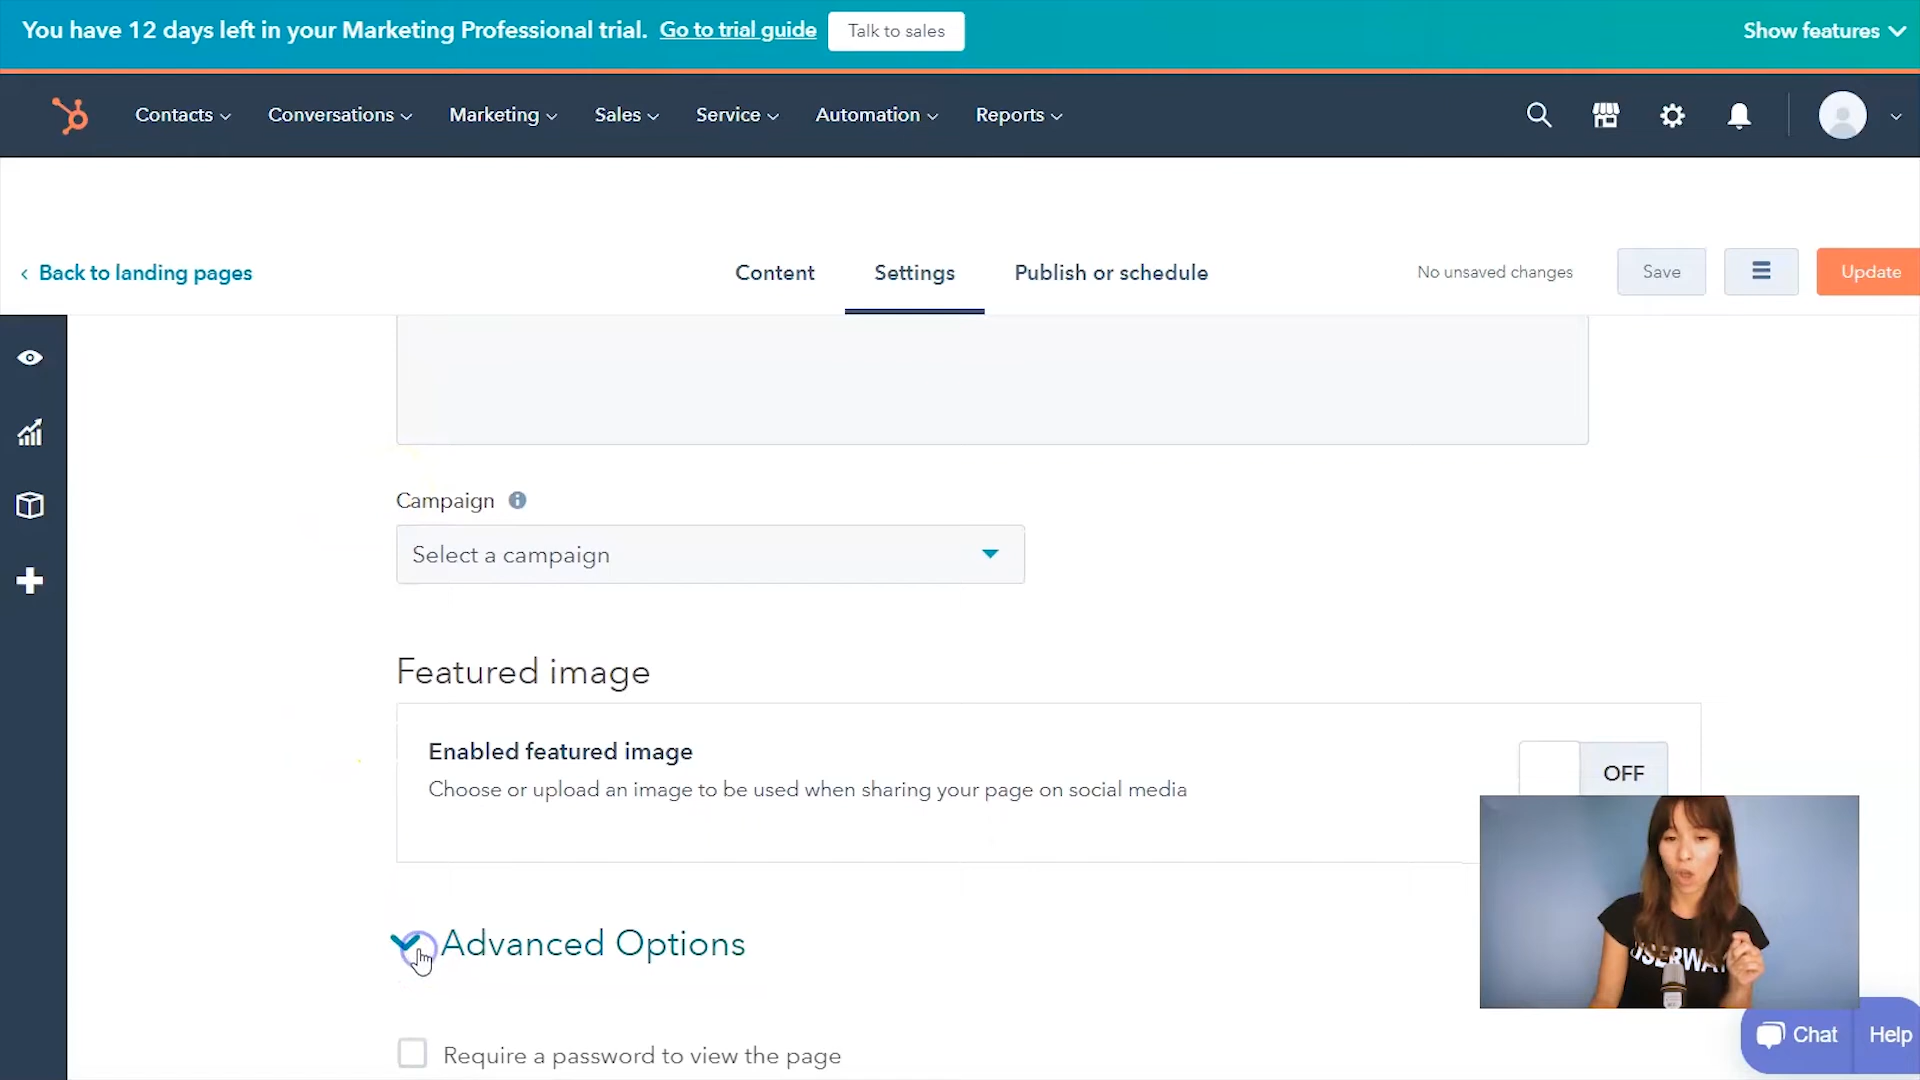 You have 12 days left in your Marketing Professional trial. Go to trial guide Talk to sales Show features
Contacts Conversations Marketing Sales Service Automation Reports
Back to landing pages Content Settings Publish or schedule No unsaved changes Save Update
Campaign
Select a campaign
Featured image
Enabled featured image
OFF
Choose or upload an image to be used when sharing your page on social media
Advanced Options
USERWAY
Chat Help
Require a password to view the page